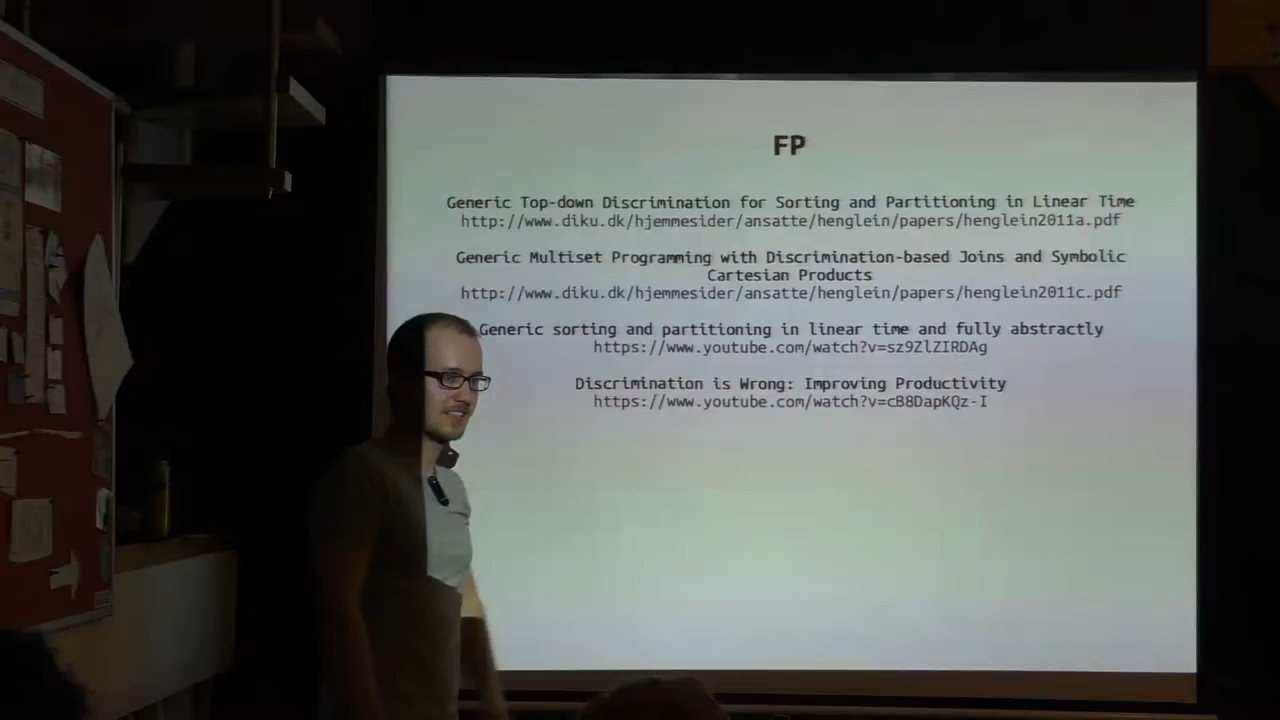 FP
Generic Top-down Discrimination for Sorting and Partitioning in Linear Time
http://www.diku.dk/hjemmesider/ansatte/henglein/papers/henglein2011a.pdf
Generic Multiset Programming with Discrimination-based Joins and Symbolic
Cartesian Products
http://www.diku.dk/hjemmesider/ansatte/henglein/papers/henglein2011c.pdf
Generic sorting and partitioning in linear time and fully abstractly
https://www.youtube.com/watch?v=sz9ZlZIRDAg
Discrimination is Wrong: Improving Productivity
https://www.youtube.com/watch?v=cB8DapKQz-I